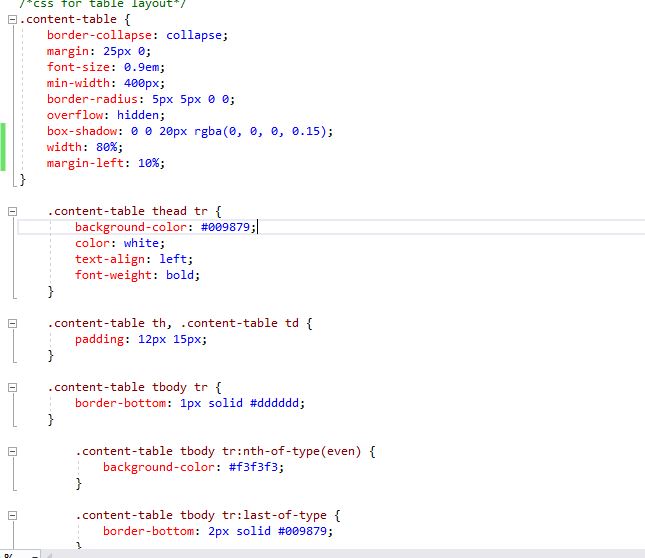 /*css for table layout*/
.content-table {
border-collapse: collapse;
margin: 25px 0;
font-size: 0.9em;
min-width: 400px;
border-radius: 5px 5px 0 0;
overflow: hidden;
box-shadow: 0 0 20px rgba(0, 0, 0, 0.15);
width: 80%;
margin-left: 10%;
}
.content-table thead tr {
background-color: #009879;
color: white;
text-align: left;
font-weight: bold;
}
.content-table th, .content-table td {
padding: 12px 15px;
}
.content-table tbody tr {
border-bottom: 1px solid #dddddd;
}
.content-table tbody tr:nth-of-type(even) {
background-color: #f3f3f3;
}
.content-table tbody tr:last-of-type {
border-bottom: 2px solid #009879;
}
%